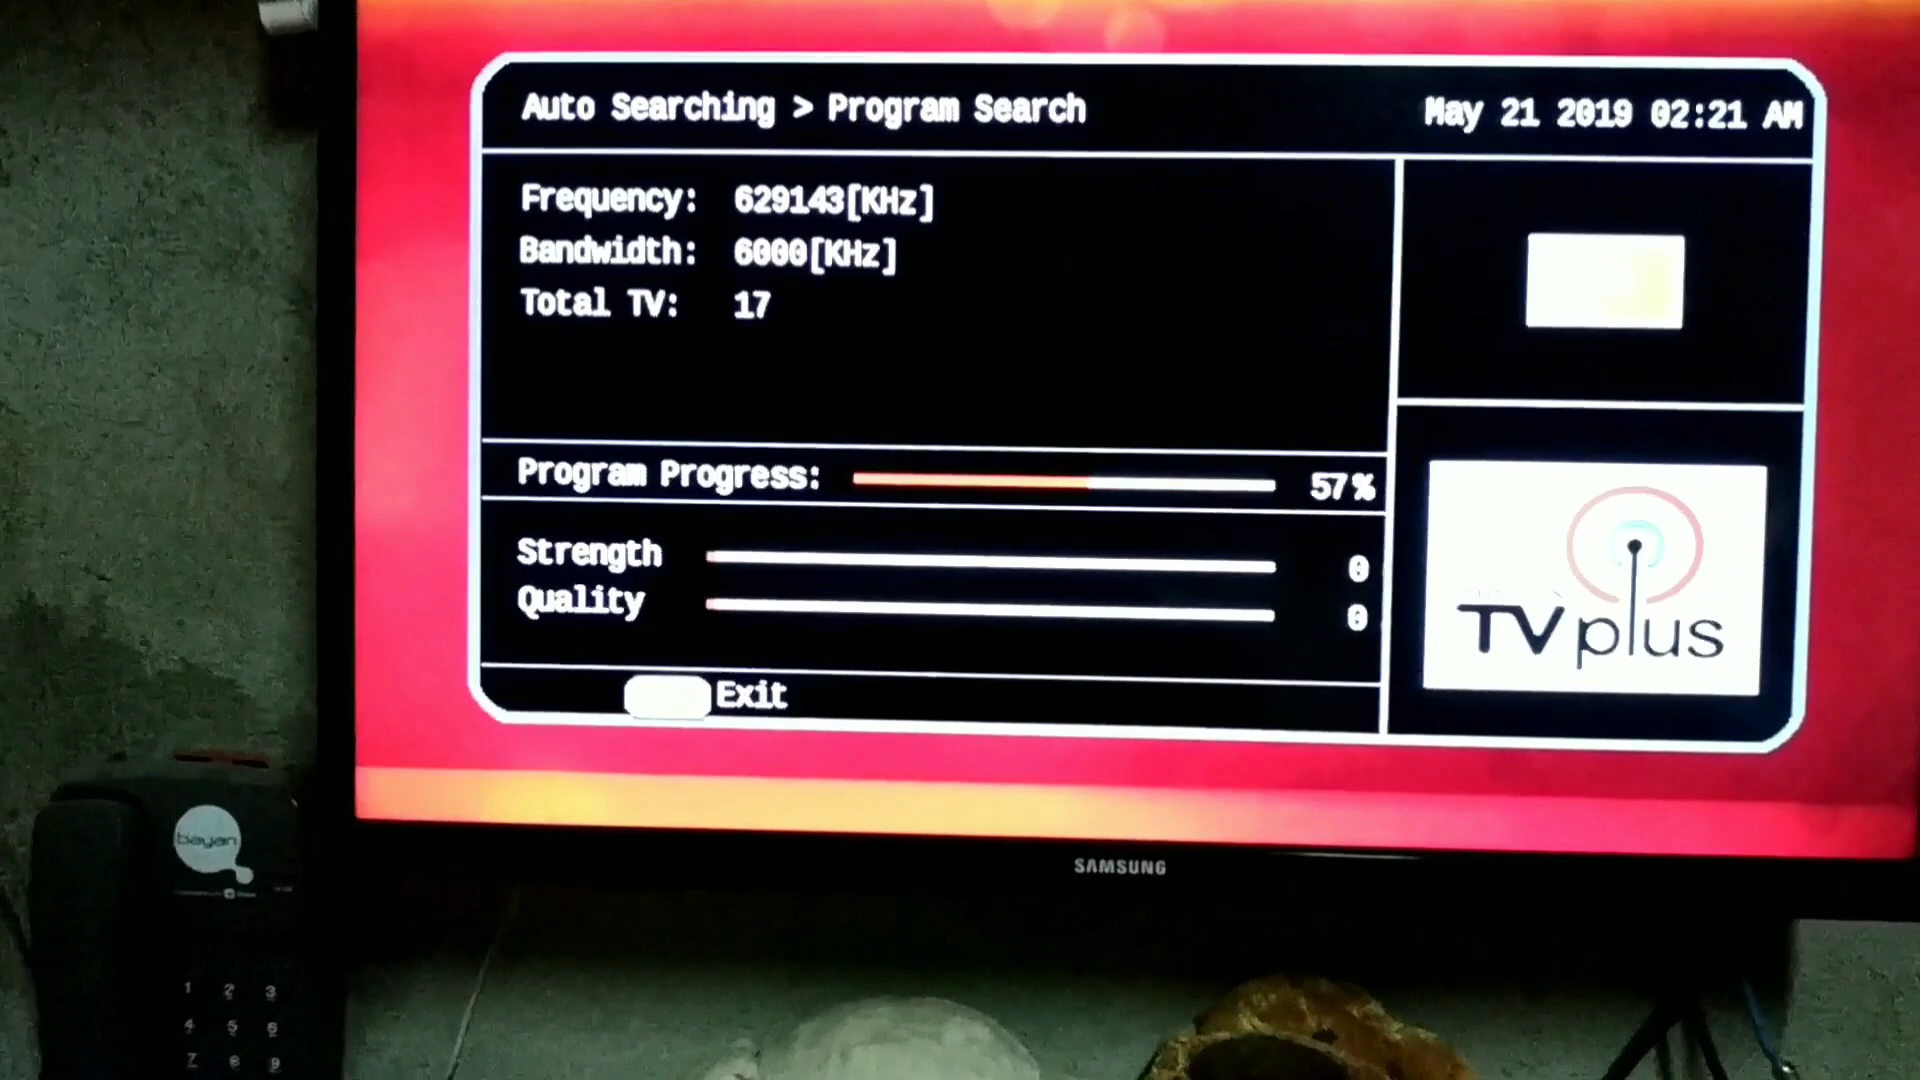 Auto Searching > Program Search
May 21 2019 02:21 AM
Frequency: 629143[KHz]
Bandwidth: 6000[KHz]
Total TV: 17
Program Progress: 57%
Strength 0
Quality 0
Exit
TVplus
SAMSUNG
bayan
1 2 3
4 5 6
7 8 9